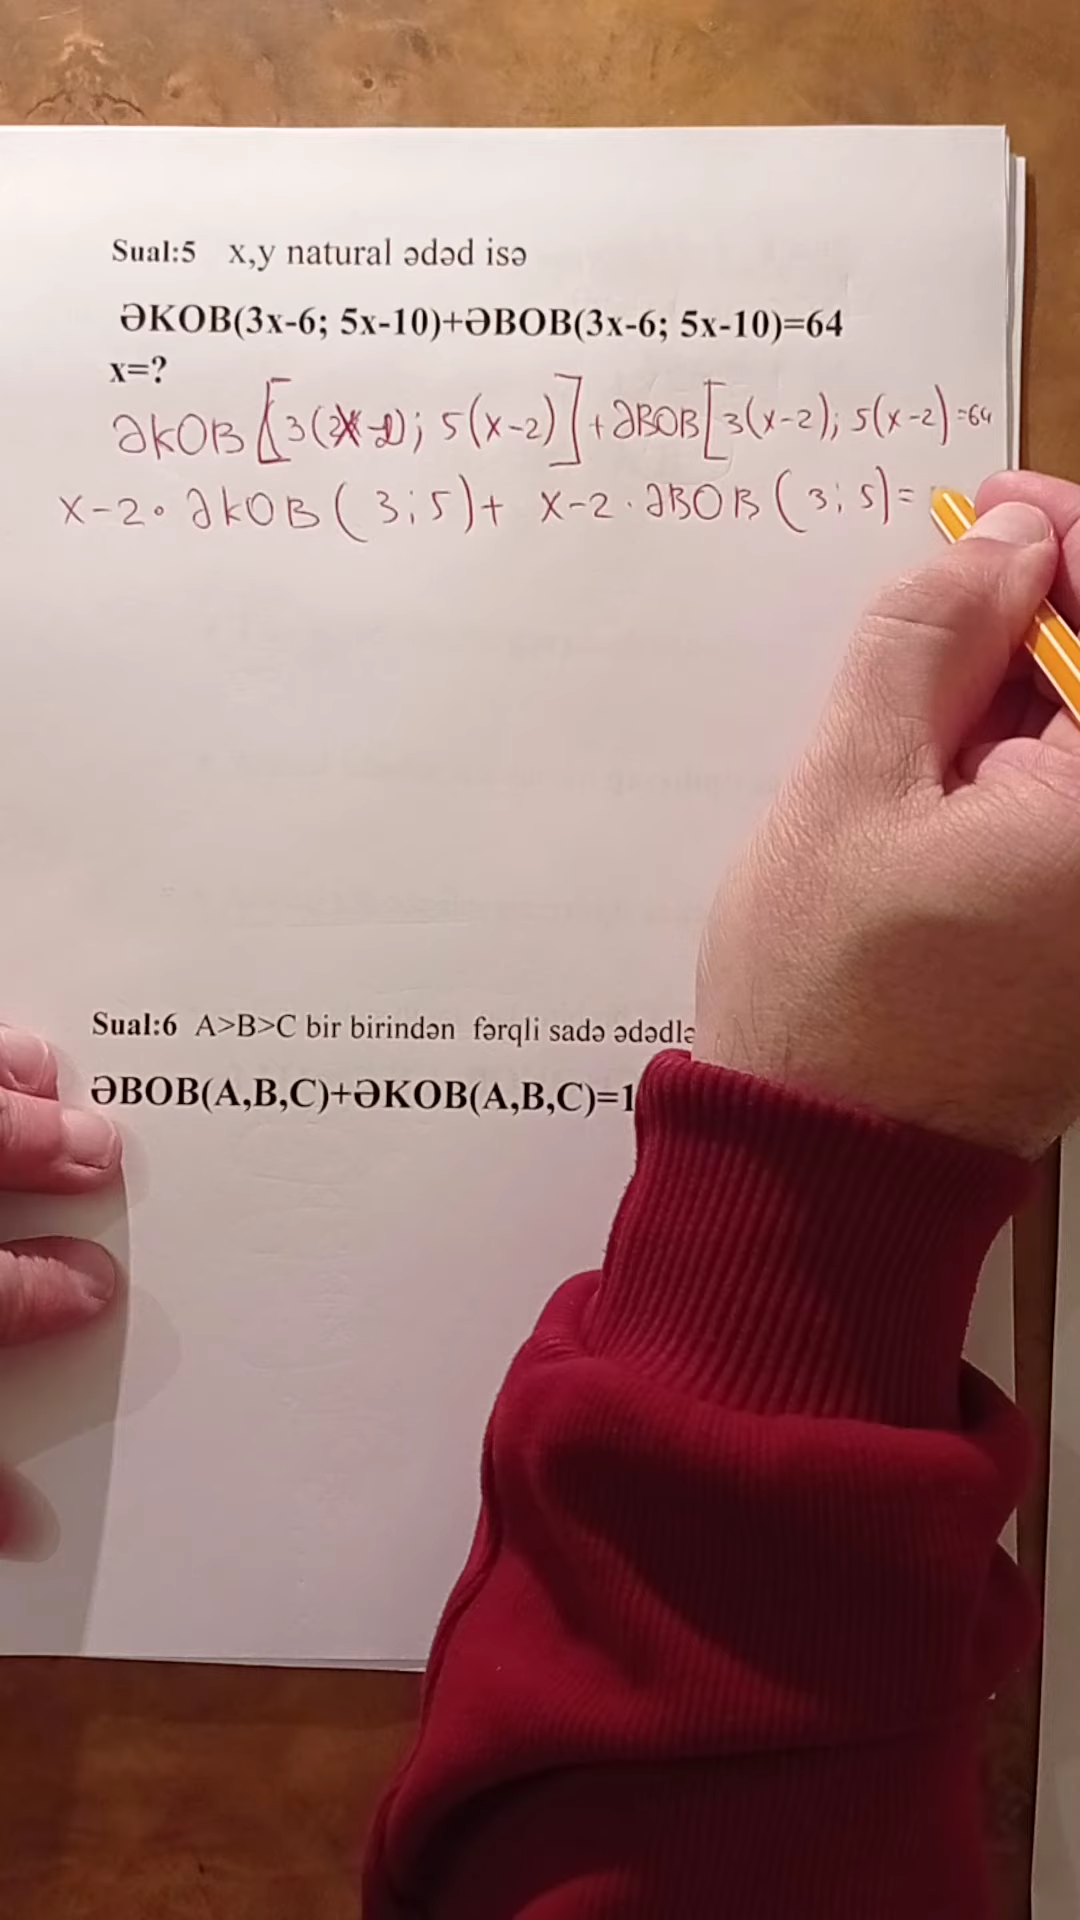 Sual:5 x,y natural ədəd isə
ƏKOB(3x-6; 5x-10)+ƏBOB(3x-6; 5x-10)=64
x=?
ƏKOB[3(x-2); 5(x-2)]+ƏBOB[3(x-2); 5(x-2)=64
x-2·ƏKOB(3;5)+ x-2·ƏBOB(3;5)=
Sual:6 A>B>C bir birindən fərqli sadə
ƏBOB(A,B,C)+ƏKOB(A,B,C)=1